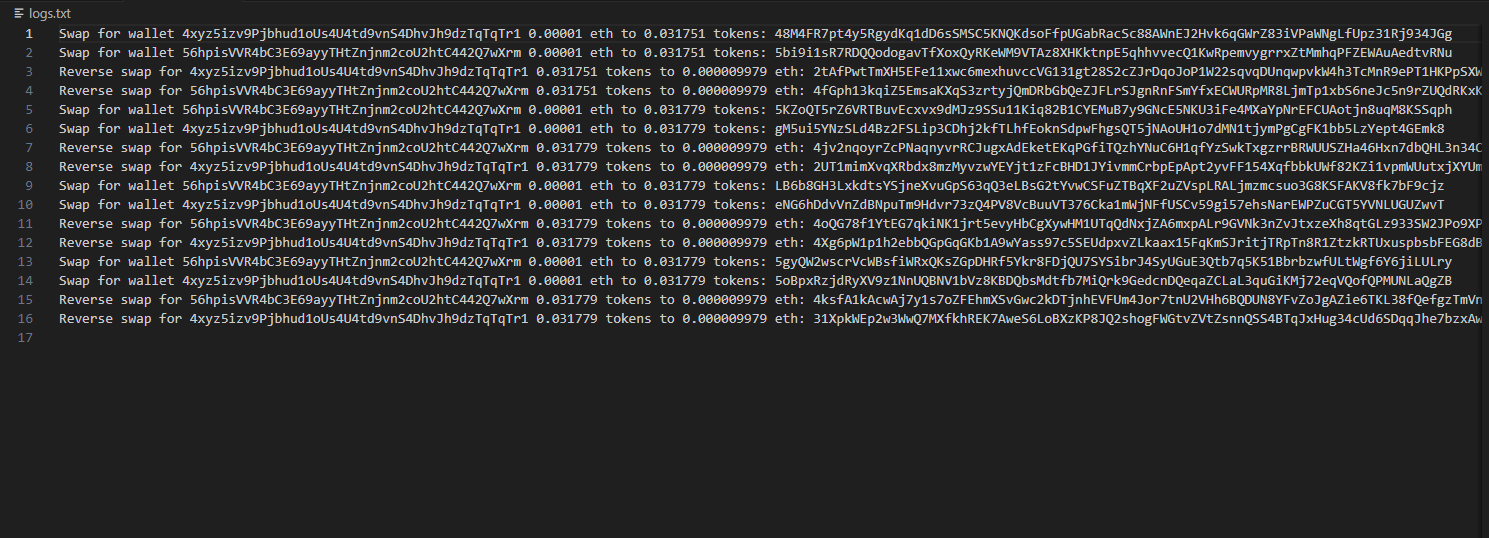 logs.txt
1 Swap for wallet 4xyz5izv9Pjbhud1oUs4U4td9vnS4DhvJh9dzTqTqTr1 0.00001 eth to 0.031751 tokens: 48M4FR7pt4y5RgydKq1dD6sSMSC5KNQKdsoFfpUGabRacSc88AWnEJ2Hvk6qGWrZ83iVPaWNgLfUpz31Rj934JGg
2 Swap for wallet 56hpisVVR4bC3E69ayyTHtZnjnm2coU2htC442Q7wXrm 0.00001 eth to 0.031751 tokens: 5bi9i1sR7RDQQodogavTfXoxQyRKeWM9VTAz8XHKktnpE5qhhvvecQ1KwRpemvygrrxZtMmhqPFZEWAuAedtvRNu
3 Reverse swap for 4xyz5izv9Pjbhud1oUs4U4td9vnS4DhvJh9dzTqTqTr1 0.031751 tokens to 0.000009979 eth: 2tAfPwtTmXH5EFe11xwc6mexhuvccVG131gt28S2cZJrDqoJoP1W22sqvqDUnqwpvkW4h3TcMnR9ePT1HKPpSXW
4 Reverse swap for 56hpisVVR4bC3E69ayyTHtZnjnm2coU2htC442Q7wXrm 0.031751 tokens to 0.000009979 eth: 4fGph13kqiZ5EmsaKXqS3zrtyjQmDRbGbQeZJFLrSJgnRnFSmYfxECWURpMR8LjmTp1xbS6neJc5n9rZUQdRKxK
5 Swap for wallet 56hpisVVR4bC3E69ayyTHtZnjnm2coU2htC442Q7wXrm 0.00001 eth to 0.031779 tokens: 5KZoQT5rZ6VRTBuvEcxvx9dMJz9SSu11Kiq82B1CYEMuB7y9GNcE5NKU3iFe4MXaYpNrEFCUAotjn8uqM8KSSqph
6 Swap for wallet 4xyz5izv9Pjbhud1oUs4U4td9vnS4DhvJh9dzTqTqTr1 0.00001 eth to 0.031779 tokens: gM5ui5YNzSLd4Bz2FSLip3CDhj2kfTLhfEoknSdpwFhgsQT5jNAoUH1o7dMN1tjymPgCgFK1bb5LzYept4GEmk8
7 Reverse swap for 56hpisVVR4bC3E69ayyTHtZnjnm2coU2htC442Q7wXrm 0.031779 tokens to 0.000009979 eth: 4jv2nqoyrZcPNaqnyvrRCJugxAdEketEKqPGfiTQzhYNuC6H1qfYzSwkTxgzrrBRWUUSZHa46Hxn7dbQHL3n34C
8 Reverse swap for 4xyz5izv9Pjbhud1oUs4U4td9vnS4DhvJh9dzTqTqTr1 0.031779 tokens to 0.000009979 eth: 2UT1mimXvqXRbdx8mzMyvzwYEYjt1zFcBHD1JYivmmCrbpEpApt2yvFF154XqfbbkUWf82KZi1vpmWUutxjXYUm
9 Swap for wallet 56hpisVVR4bC3E69ayyTHtZnjnm2coU2htC442Q7wXrm 0.00001 eth to 0.031779 tokens: LB6b8GH3LxkdtsYSjneXvuGpS63qQ3eLBsG2tYvwCSFuZTBqXF2uZVspLRALjmzmcsuo3G8KSFAKV8fk7bF9cjz
10 Swap for wallet 4xyz5izv9Pjbhud1oUs4U4td9vnS4DhvJh9dzTqTqTr1 0.00001 eth to 0.031779 tokens: eNG6hDdvVnZdBNpuTm9Hdvr73zQ4PV8VcBuuVT376Cka1mWjNFfUSCv59gi57ehsNarEWPZuCGT5YVNLUGUZwvT
11 Reverse swap for 56hpisVVR4bC3E69ayyTHtZnjnm2coU2htC442Q7wXrm 0.031779 tokens to 0.000009979 eth: 4oQG78f1YtEG7qkiNK1jrt5evyHbCgXywHM1UTqQdNxjZA6mxpALr9GVNk3nZvJtxzeXh8qtGLz933SW2JPo9XP
12 Reverse swap for 4xyz5izv9Pjbhud1oUs4U4td9vnS4DhvJh9dzTqTqTr1 0.031779 tokens to 0.000009979 eth: 4Xg6pW1p1h2ebbQGpGqGKb1A9wYass97c5SEUdpxvZLkaax15FqKmSJritjTRpTn8R1ZtzkRTUxuspbsbFEG8dB
13 Swap for wallet 56hpisVVR4bC3E69ayyTHtZnjnm2coU2htC442Q7wXrm 0.00001 eth to 0.031779 tokens: 5gyQW2wscrVcWBsfiWRxQKsZGpDHRf5Ykr8FDjQU7SYSibrJ4SyUGuE3Qtb7q5K51BbrbzwfULtWgf6Y6jiLULry
14 Swap for wallet 4xyz5izv9Pjbhud1oUs4U4td9vnS4DhvJh9dzTqTqTr1 0.00001 eth to 0.031779 tokens: 5oBpxRzjdRyXV9z1NnUQBNV1bVz8KBDQbsMdtfb7MiQrk9GedcnDQeqaZCLaL3quGiKMj72eqVQofQPMUNLaQgZB
15 Reverse swap for 56hpisVVR4bC3E69ayyTHtZnjnm2coU2htC442Q7wXrm 0.031779 tokens to 0.000009979 eth: 4ksfA1kAcwAj7y1s7oZFEhmXSvGwc2kDTjnhEVFUm4Jor7tnU2VHh6BQDUN8YFvZoJgAZie6TKL38fQefgzTmVn
16 Reverse swap for 4xyz5izv9Pjbhud1oUs4U4td9vnS4DhvJh9dzTqTqTr1 0.031779 tokens to 0.000009979 eth: 31XpkWEp2w3WwQ7MXfkhREK7AweS6LoBXzKP8JQ2shogFWGtvZVtZsnnQSS4BTqJxHug34cUd6SDqqJhe7bzxAw
17